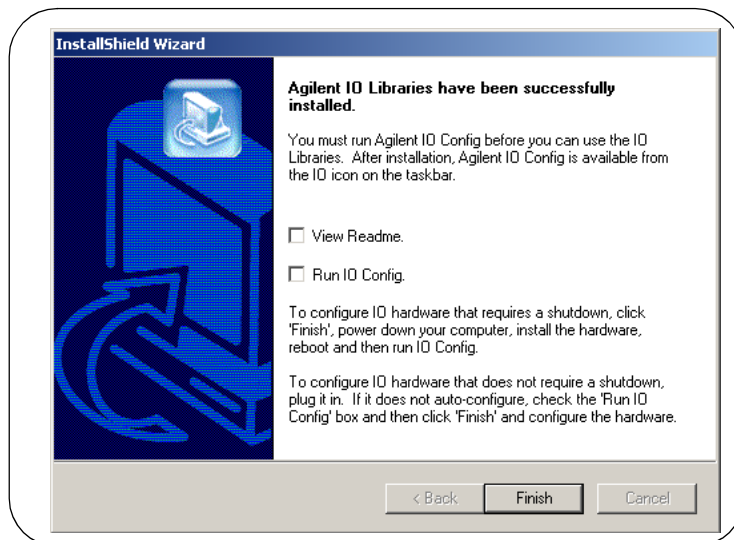 InstallShield Wizard
Agilent IO Libraries have been successfully
installed.
You must run Agilent IO Config before you can use the IO
Libraries.  After installation, Agilent IO Config is available from
the IO icon on the taskbar.
View Readme.
Run IO Config.
To configure IO hardware that requires a shutdown, click
'Finish', power down your computer, install the hardware,
reboot and then run IO Config.
To configure IO hardware that does not require a shutdown,
plug it in.  If it does not auto-configure, check the 'Run IO
Config' box and then click 'Finish' and configure the hardware.
< Back
Finish
Cancel